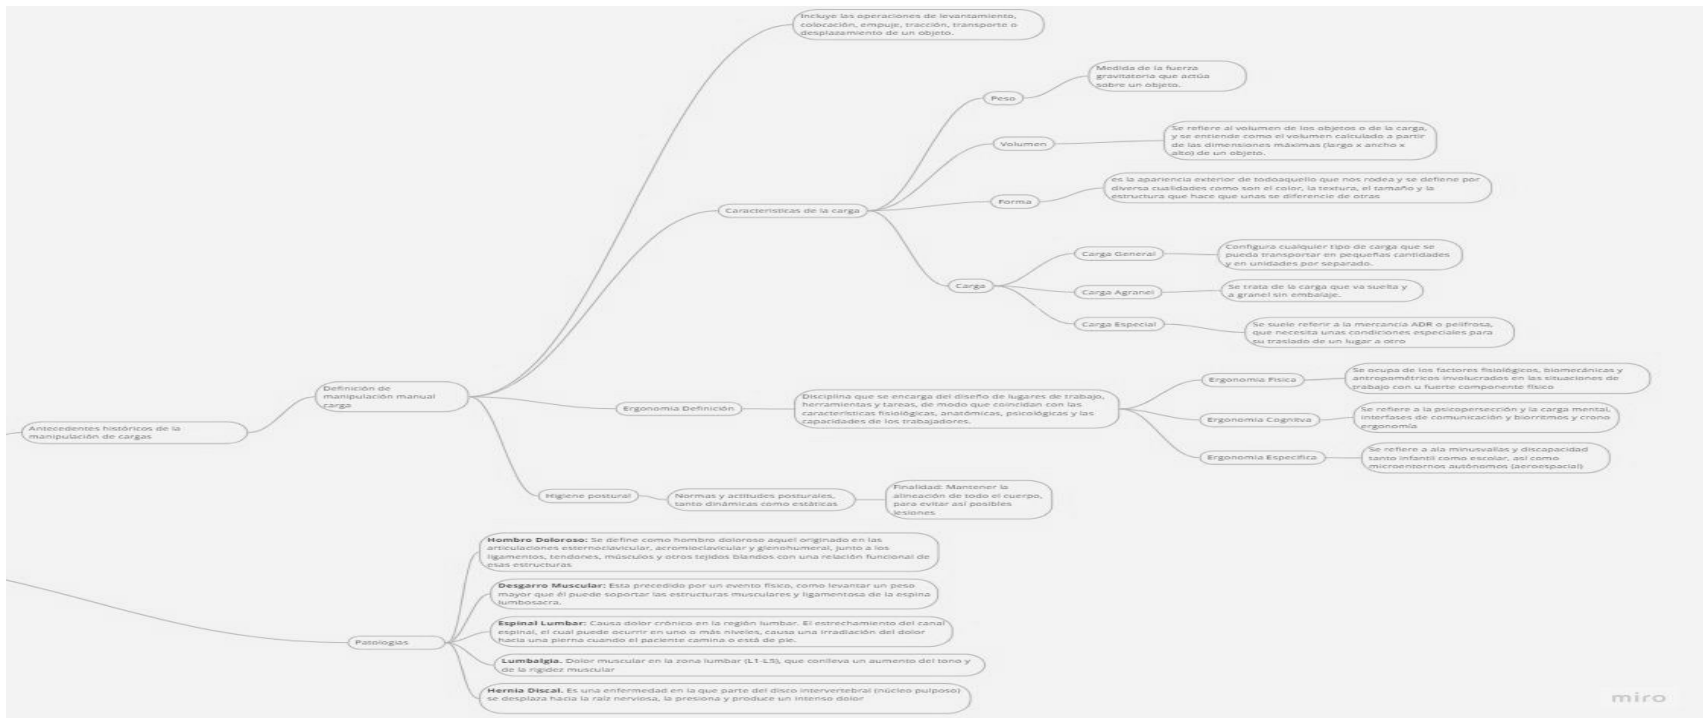 Incluye las operaciones de levantamiento,
colocación, empuje, tracción, transporte o
desplazamiento de un objeto.
Medida de la fuerza
gravitatoria que actúa
sobre un objeto.
Peso
Se refiere al volumen de los objetos o de la carga,
y se entiende como el volumen calculado a partir
de las dimensiones máximas (largo x ancho x
alto) de un objeto.
Volumen
es la apariencia exterior de todoaquello que nos rodea y se defiene por
diversa cualidades como son el color, la textura, el tamaño y la
estructura que hace que unas se diferencie de otras
Forma
Características de la carga
Carga General
Configura cualquier tipo de carga que se
pueda transportar en pequeñas cantidades
y en unidades por separado.
Carga
Carga Agranel
Se trata de la carga que va suelta y
a granel sin embalaje.
Carga Especial
Se suele referir a la mercancía ADR o pelifrosa,
que necesita unas condiciones especiales para
su traslado de un lugar a otro
Definición de
manipulación manual
carga
Antecedentes históricos de la
manipulación de cargas
Ergonomía Definición
Disciplina que se encarga del diseño de lugares de trabajo,
herramientas y tareas, de modo que coincidan con las
características fisiológicas, anatómicas, psicológicas y las
capacidades de los trabajadores.
Ergonomía Fisica
Se ocupa de los factores fisiológicos, biomecánicas y
antropométricos involucrados en las situaciones de
trabajo con u fuerte componente físico
Ergonomía Cognitva
Se refiere a la psicopersección y la carga mental,
interfases de comunicación y biorritmos y crono
ergonomía
Ergonomía Especifica
Se refiere a ala minusvalías y discapacidad
tanto infantil como escolar, así como
microentornos autónomos (aeroespacial)
Higiene postural
Normas y actitudes posturales,
tanto dinámicas como estáticas
Finalidad: Mantener la
alineación de todo el cuerpo,
para evitar así posibles
lesiones
Patologías
Hombro Doloroso: Se define como hombro doloroso aquel originado en las
articulaciones esternoclavicular, acromioclavicular y glenohumeral, junto a los
ligamentos, tendones, músculos y otros tejidos blandos con una relación funcional de
esas estructuras
Desgarro Muscular: Esta precedido por un evento físico, como levantar un peso
mayor que él puede soportar las estructuras musculares y ligamentosa de la espina
lumbosacra.
Espinal Lumbar: Causa dolor crónico en la región lumbar. El estrechamiento del canal
espinal, el cual puede ocurrir en uno o más niveles, causa una irradiación del dolor
hacia una pierna cuando el paciente camina o está de pie.
Lumbalgia. Dolor muscular en la zona lumbar (L1-L5), que conlleva un aumento del tono y
de la rigidez muscular
Hernia Discal. Es una enfermedad en la que parte del disco intervertebral (núcleo pulposo)
se desplaza hacia la raíz nerviosa, la presiona y produce un intenso dolor
miro